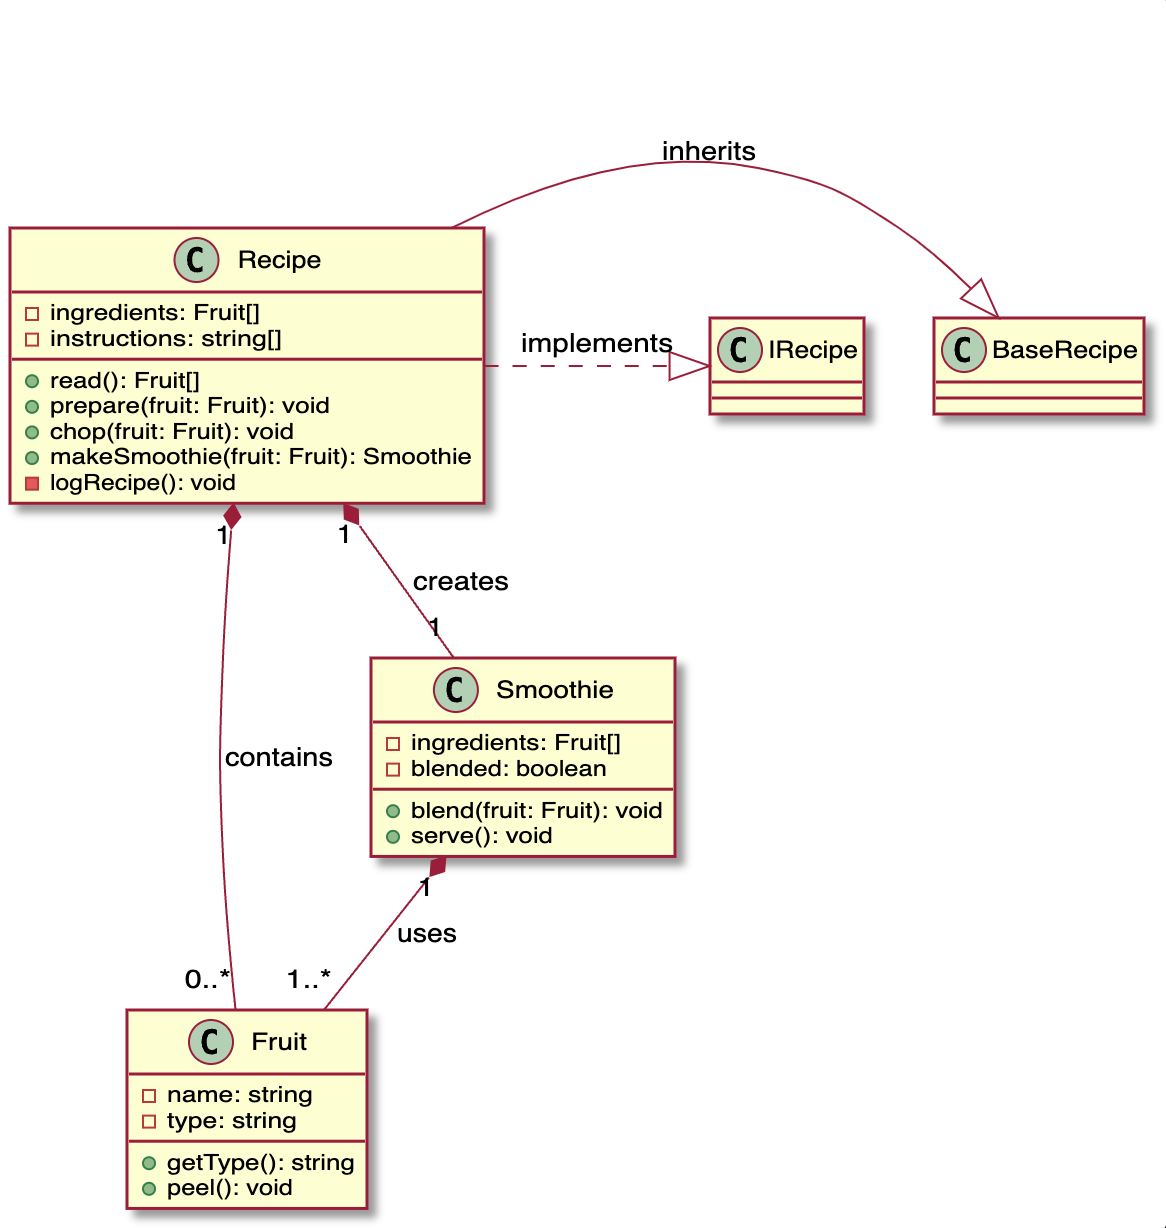 inherits
C Recipe
ingredients: Fruit[]
instructions: string[]
read(): Fruit[]
prepare(fruit: Fruit): void
chop(fruit: Fruit): void
makeSmoothie(fruit: Fruit): Smoothie
logRecipe(): void
implements
C IRecipe
C BaseRecipe
1
1
creates
1
C Smoothie
ingredients: Fruit[]
blended: boolean
blend(fruit: Fruit): void
serve(): void
contains
1
uses
0..*
1..*
C Fruit
name: string
type: string
getType(): string
peel(): void